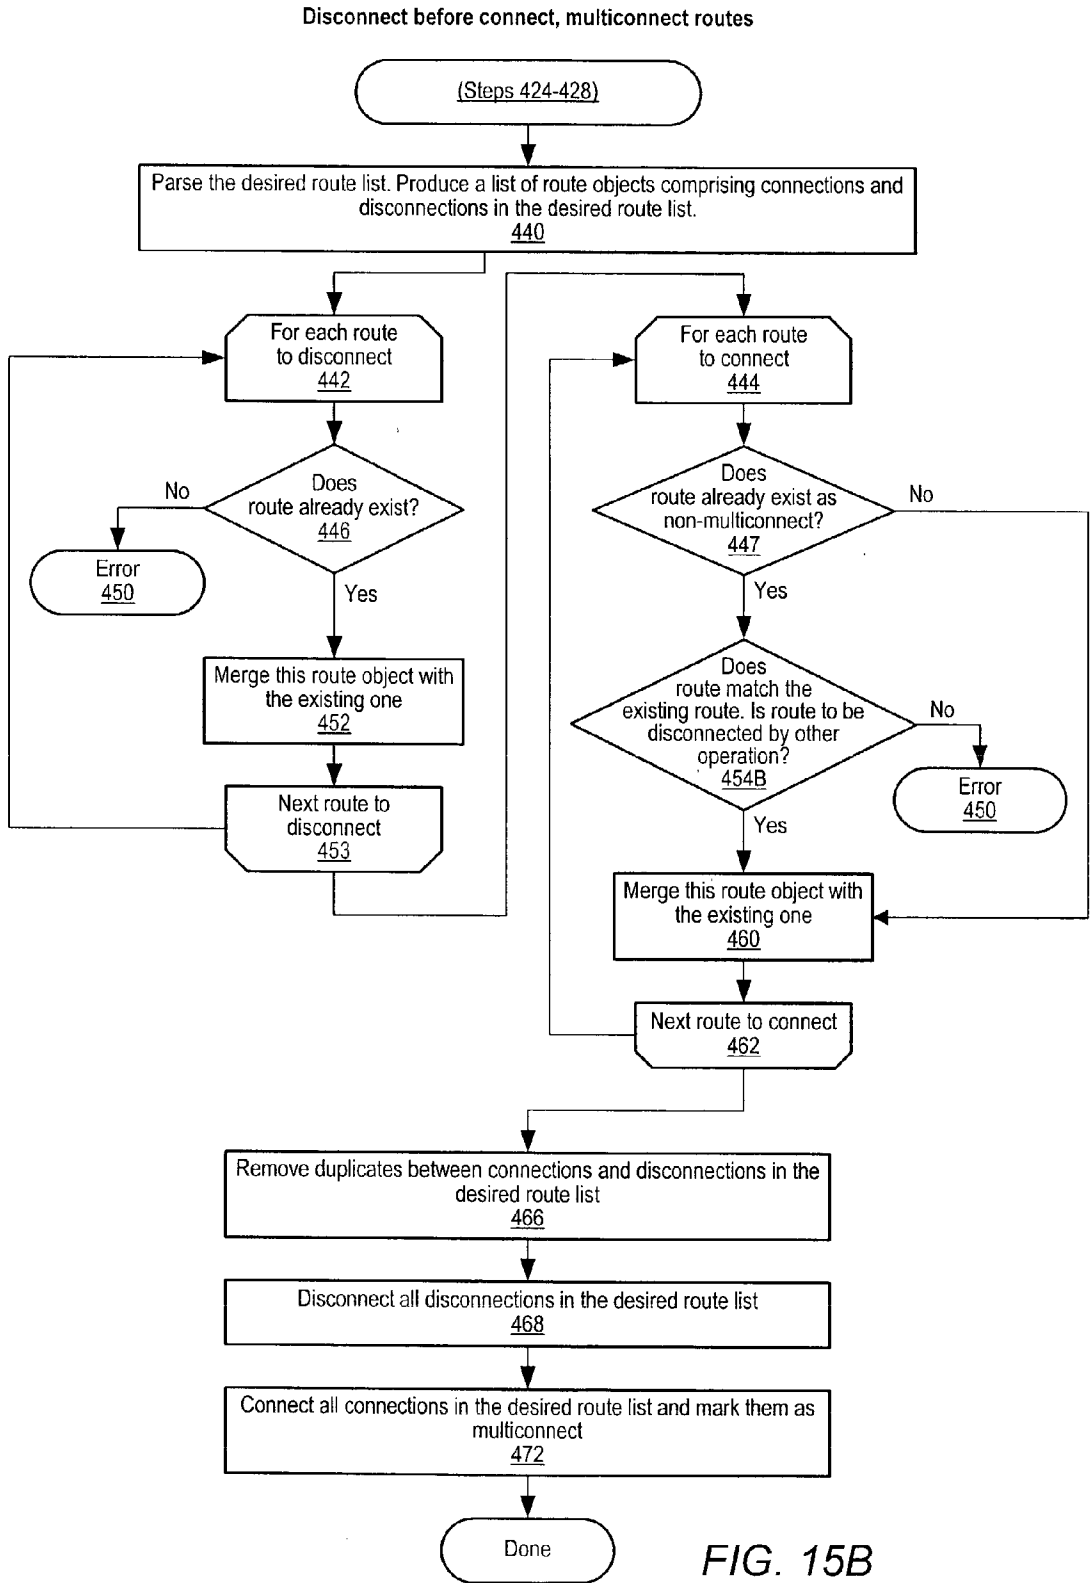 Disconnect before connect, multiconnect routes
(Steps 424-428)
Parse the desired route list. Produce a list of route objects comprising connections and
disconnections in the desired route list.
440
For each route
to disconnect
442
Does
route already exist?
446
No
Error
450
Yes
Merge this route object with
the existing one
452
Next route to
disconnect
453
For each route
to connect
444
Does
route already exist as
non-multiconnect?
447
No
Yes
Does
route match the
existing route. Is route to be
disconnected by other
operation?
454B
No
Error
450
Yes
Merge this route object with
the existing one
460
Next route to connect
462
Remove duplicates between connections and disconnections in the
desired route list
466
Disconnect all disconnections in the desired route list
468
Connect all connections in the desired route list and mark them as
multiconnect
472
Done
FIG. 15B